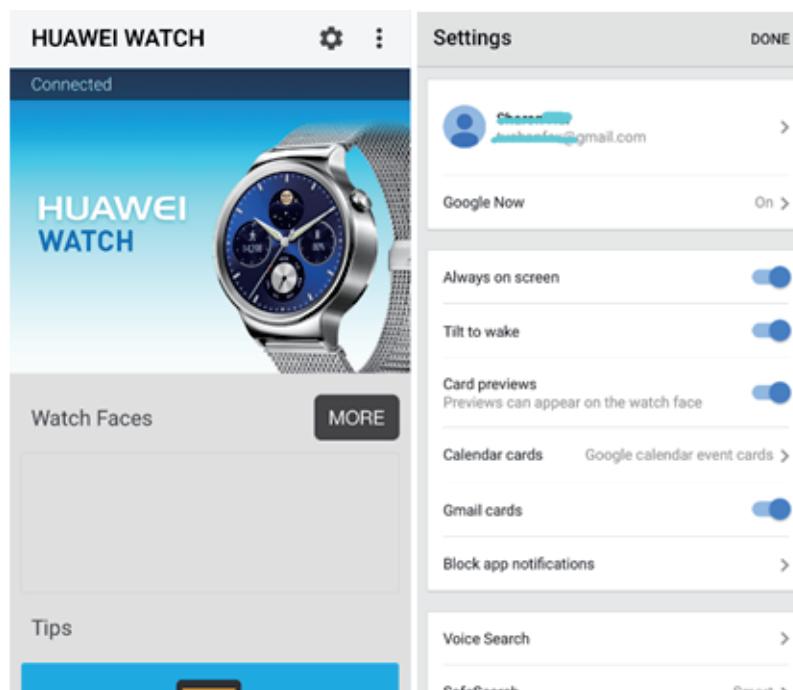 HUAWEI WATCH
Connected
HUAWEI
WATCH
Watch Faces
MORE
Tips
Settings
DONE
@gmail.com
Google Now
On
Always on screen
Tilt to wake
Card previews
Previews can appear on the watch face
Calendar cards
Google calendar event cards
Gmail cards
Block app notifications
Voice Search